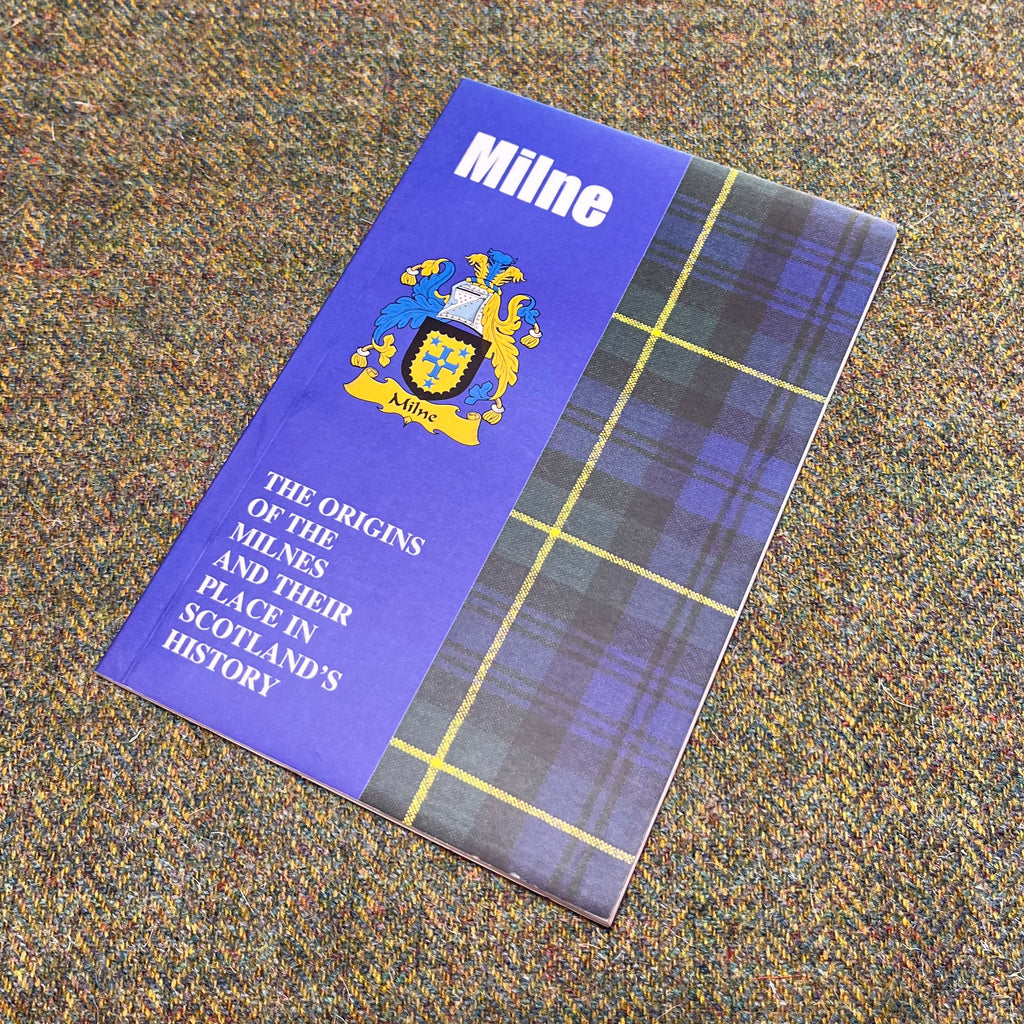 Milne
Milne
THE ORIGINS
OF THE
MILNES
AND THEIR
PLACE IN
SCOTLAND'S
HISTORY